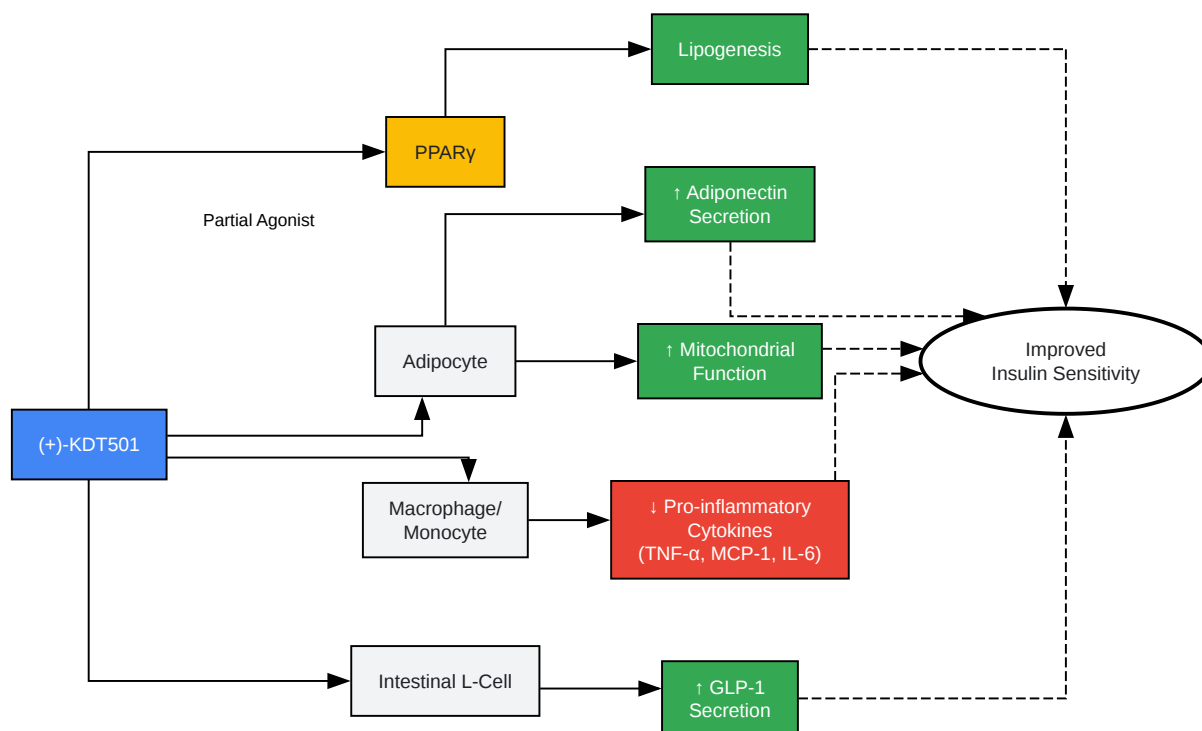 Lipogenesis
PPARγ
Partial Agonist
↑ Adiponectin
Secretion
Adipocyte
↑ Mitochondrial
Function
Improved
Insulin Sensitivity
(+)-KDT501
Macrophage/
Monocyte
↓ Pro-inflammatory
Cytokines
(TNF-α, MCP-1, IL-6)
Intestinal L-Cell
↑ GLP-1
Secretion